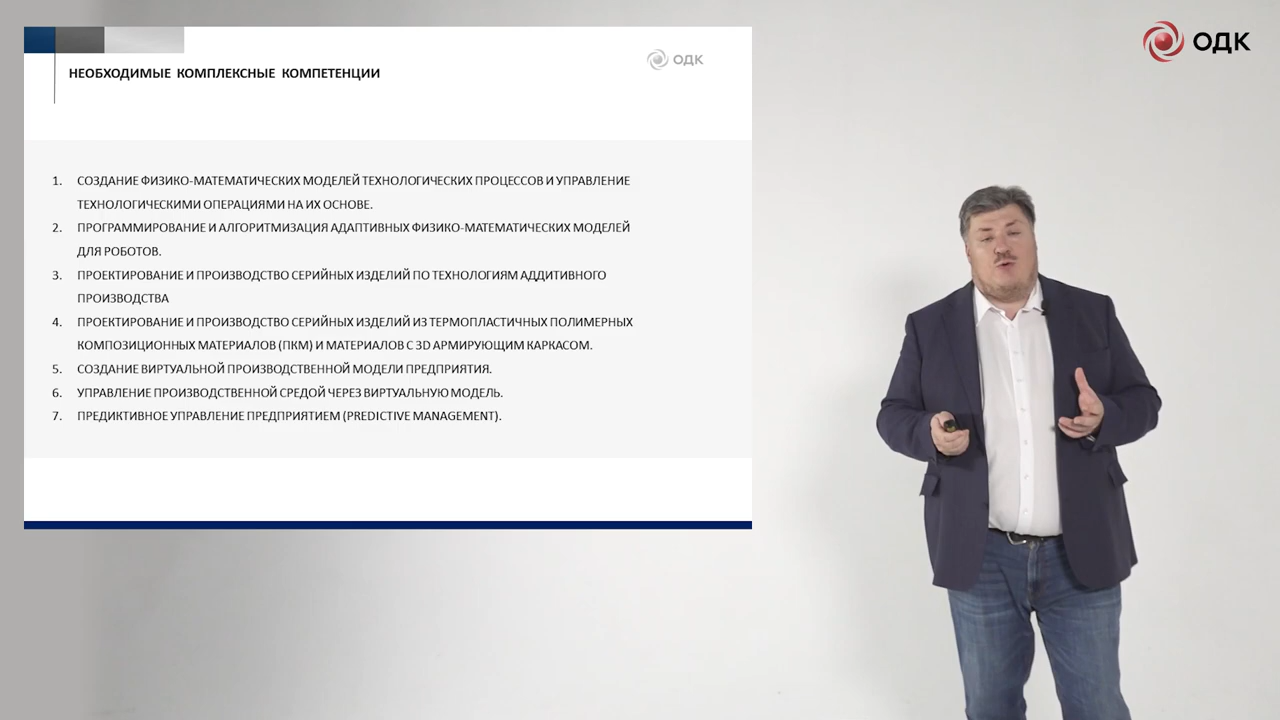 ОДК
ОДК
НЕОБХОДИМЫЕ КОМПЛЕКСНЫЕ КОМПЕТЕНЦИИ
1. СОЗДАНИЕ ФИЗИКО-МАТЕМАТИЧЕСКИХ МОДЕЛЕЙ ТЕХНОЛОГИЧЕСКИХ ПРОЦЕССОВ И УПРАВЛЕНИЕ
ТЕХНОЛОГИЧЕСКИМИ ОПЕРАЦИЯМИ НА ИХ ОСНОВЕ.
2. ПРОГРАММИРОВАНИЕ И АЛГОРИТМИЗАЦИЯ АДАПТИВНЫХ ФИЗИКО-МАТЕМАТИЧЕСКИХ МОДЕЛЕЙ
ДЛЯ РОБОТОВ.
3. ПРОЕКТИРОВАНИЕ И ПРОИЗВОДСТВО СЕРИЙНЫХ ИЗДЕЛИЙ ПО ТЕХНОЛОГИЯМ АДДИТИВНОГО
ПРОИЗВОДСТВА
4. ПРОЕКТИРОВАНИЕ И ПРОИЗВОДСТВО СЕРИЙНЫХ ИЗДЕЛИЙ ИЗ ТЕРМОПЛАСТИЧНЫХ ПОЛИМЕРНЫХ
КОМПОЗИЦИОННЫХ МАТЕРИАЛОВ (ПКМ) И МАТЕРИАЛОВ С 3D АРМИРУЮЩИМ КАРКАСОМ.
5. СОЗДАНИЕ ВИРТУАЛЬНОЙ ПРОИЗВОДСТВЕННОЙ МОДЕЛИ ПРЕДПРИЯТИЯ.
6. УПРАВЛЕНИЕ ПРОИЗВОДСТВЕННОЙ СРЕДОЙ ЧЕРЕЗ ВИРТУАЛЬНУЮ МОДЕЛЬ.
7. ПРЕДИКТИВНОЕ УПРАВЛЕНИЕ ПРЕДПРИЯТИЕМ (PREDICTIVE MANAGEMENT).